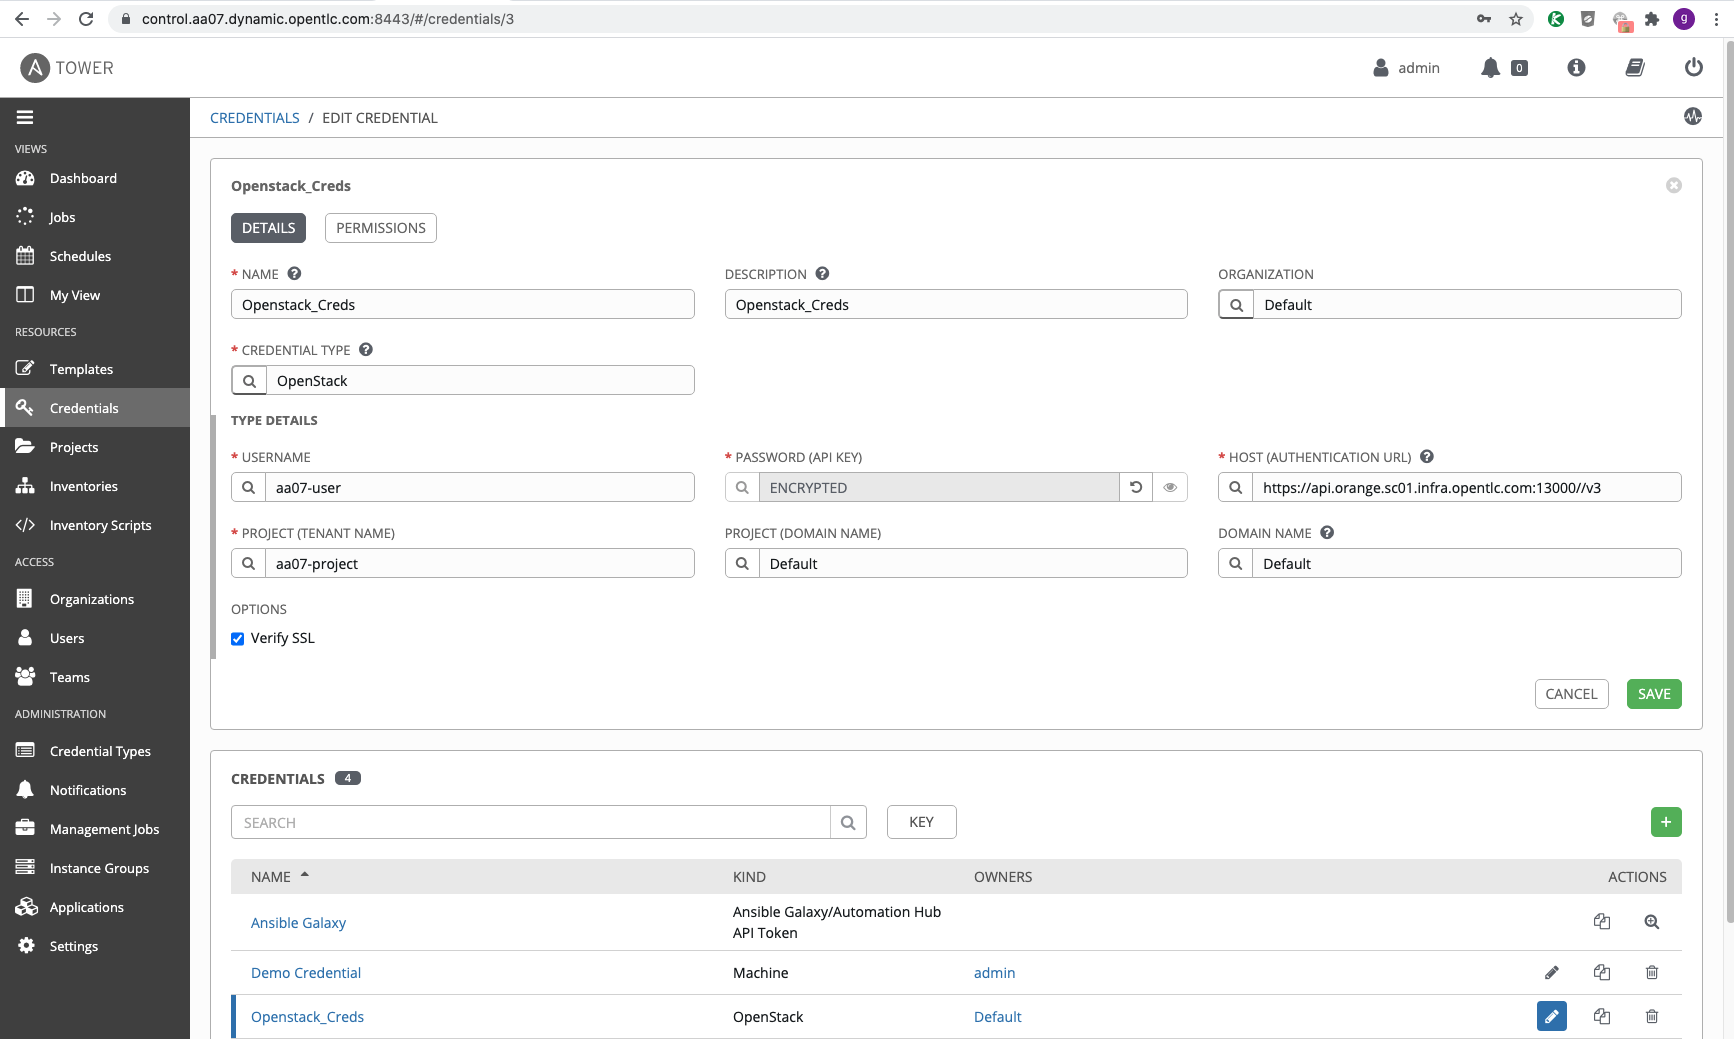 control.aa07.dynamic.opentlc.com:8443/#/credentials/3
g
A TOWER
admin
0
CREDENTIALS / EDIT CREDENTIAL
VIEWS
Dashboard
Jobs
Schedules
My View
RESOURCES
Templates
Credentials
Projects
Inventories
Inventory Scripts
ACCESS
Organizations
Users
Teams
ADMINISTRATION
Credential Types
Notifications
Management Jobs
Instance Groups
Applications
Settings
Openstack_Creds
DETAILS PERMISSIONS
* NAME ? DESCRIPTION ? ORGANIZATION
Openstack_Creds Openstack_Creds Default
* CREDENTIAL TYPE ?
OpenStack
TYPE DETAILS
* USERNAME * PASSWORD (API KEY) * HOST (AUTHENTICATION URL) ?
aa07-user ENCRYPTED https://api.orange.sc01.infra.opentlc.com:13000//v3
* PROJECT (TENANT NAME) PROJECT (DOMAIN NAME) DOMAIN NAME ?
aa07-project Default Default
OPTIONS
Verify SSL
CANCEL SAVE
CREDENTIALS 4
SEARCH KEY +
NAME KIND OWNERS ACTIONS
Ansible Galaxy Ansible Galaxy/Automation Hub
API Token
Demo Credential Machine admin
Openstack_Creds OpenStack Default